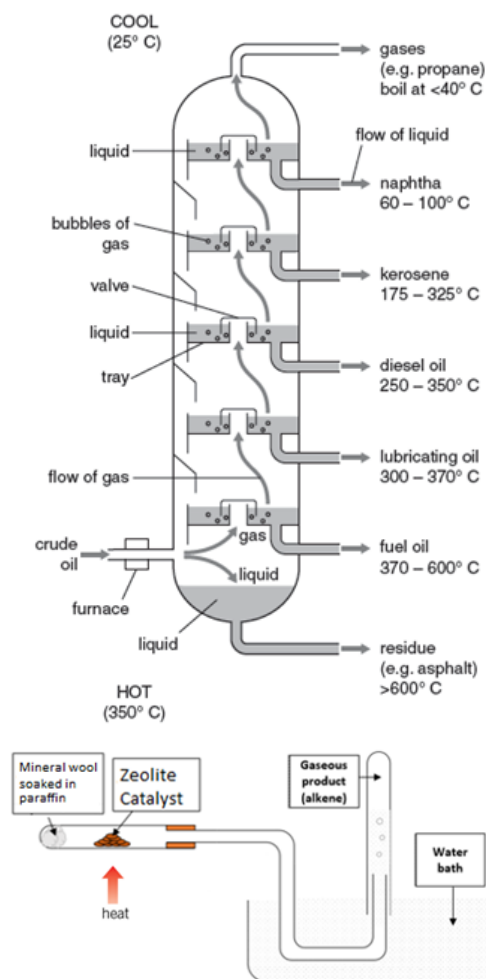 COOL
(25° C)
gases
(e.g. propane)
boil at <40° C
flow of liquid
liquid
naphtha
60 – 100° C
bubbles of
gas
kerosene
175 – 325° C
valve
liquid
diesel oil
250 – 350° C
tray
lubricating oil
300 – 370° C
flow of gas
gas
crude
oil
fuel oil
370 – 600° C
liquid
furnace
liquid
residue
(e.g. asphalt)
>600° C
HOT
(350° C)
Mineral wool
soaked in
paraffin
Zeolite
Catalyst
Gaseous
product
(alkene)
Water
bath
heat